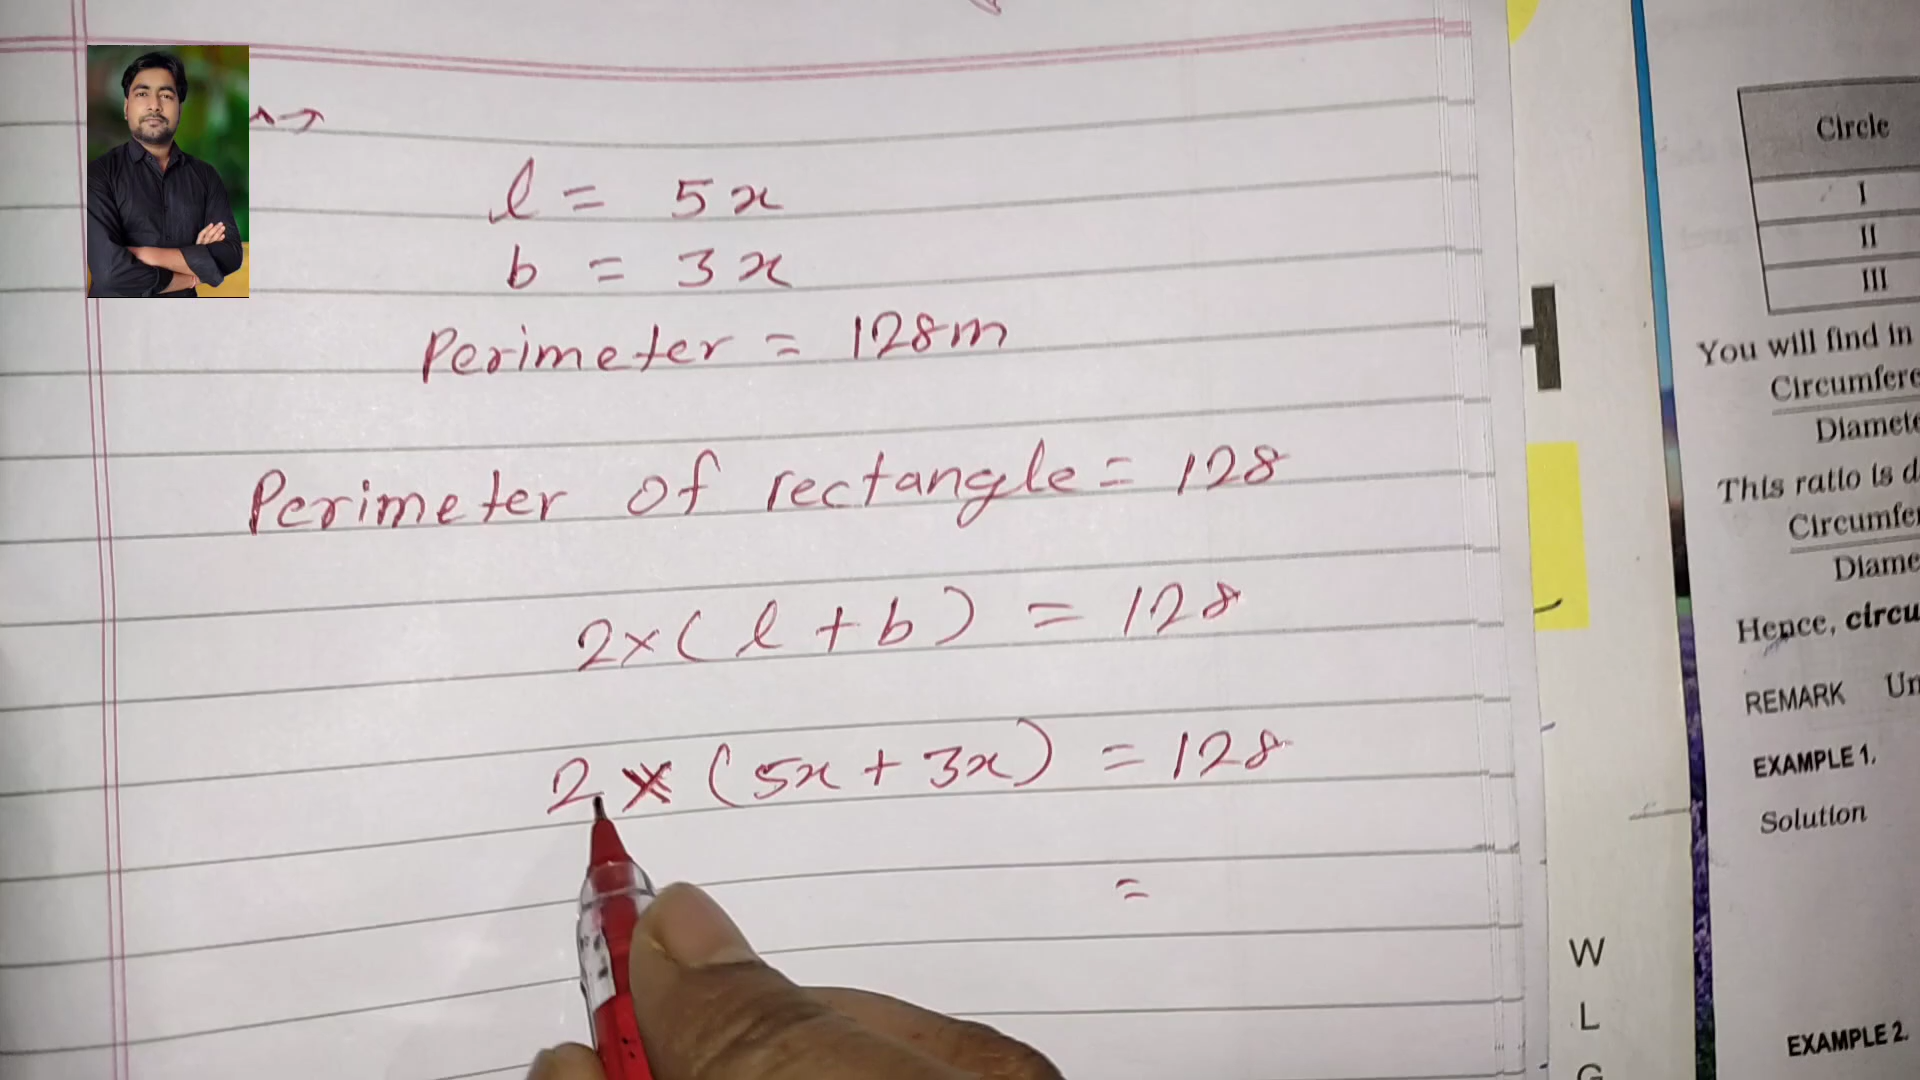 l = 5x
b = 3x
Perimeter = 128m
Perimeter of rectangle = 128
2×(l + b) = 128
2 × (5x + 3x) = 128
=
Circle
I
II
III
You will find in
Circumfere
Diamete
This ratio is d
Circumfer
Diame
Hence, circu
REMARK Un
EXAMPLE 1.
Solution
EXAMPLE 2.
W
L